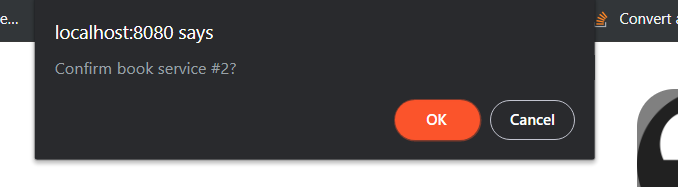 e...
localhost:8080 says
Convert a
Confirm book service #2?
OK
Cancel